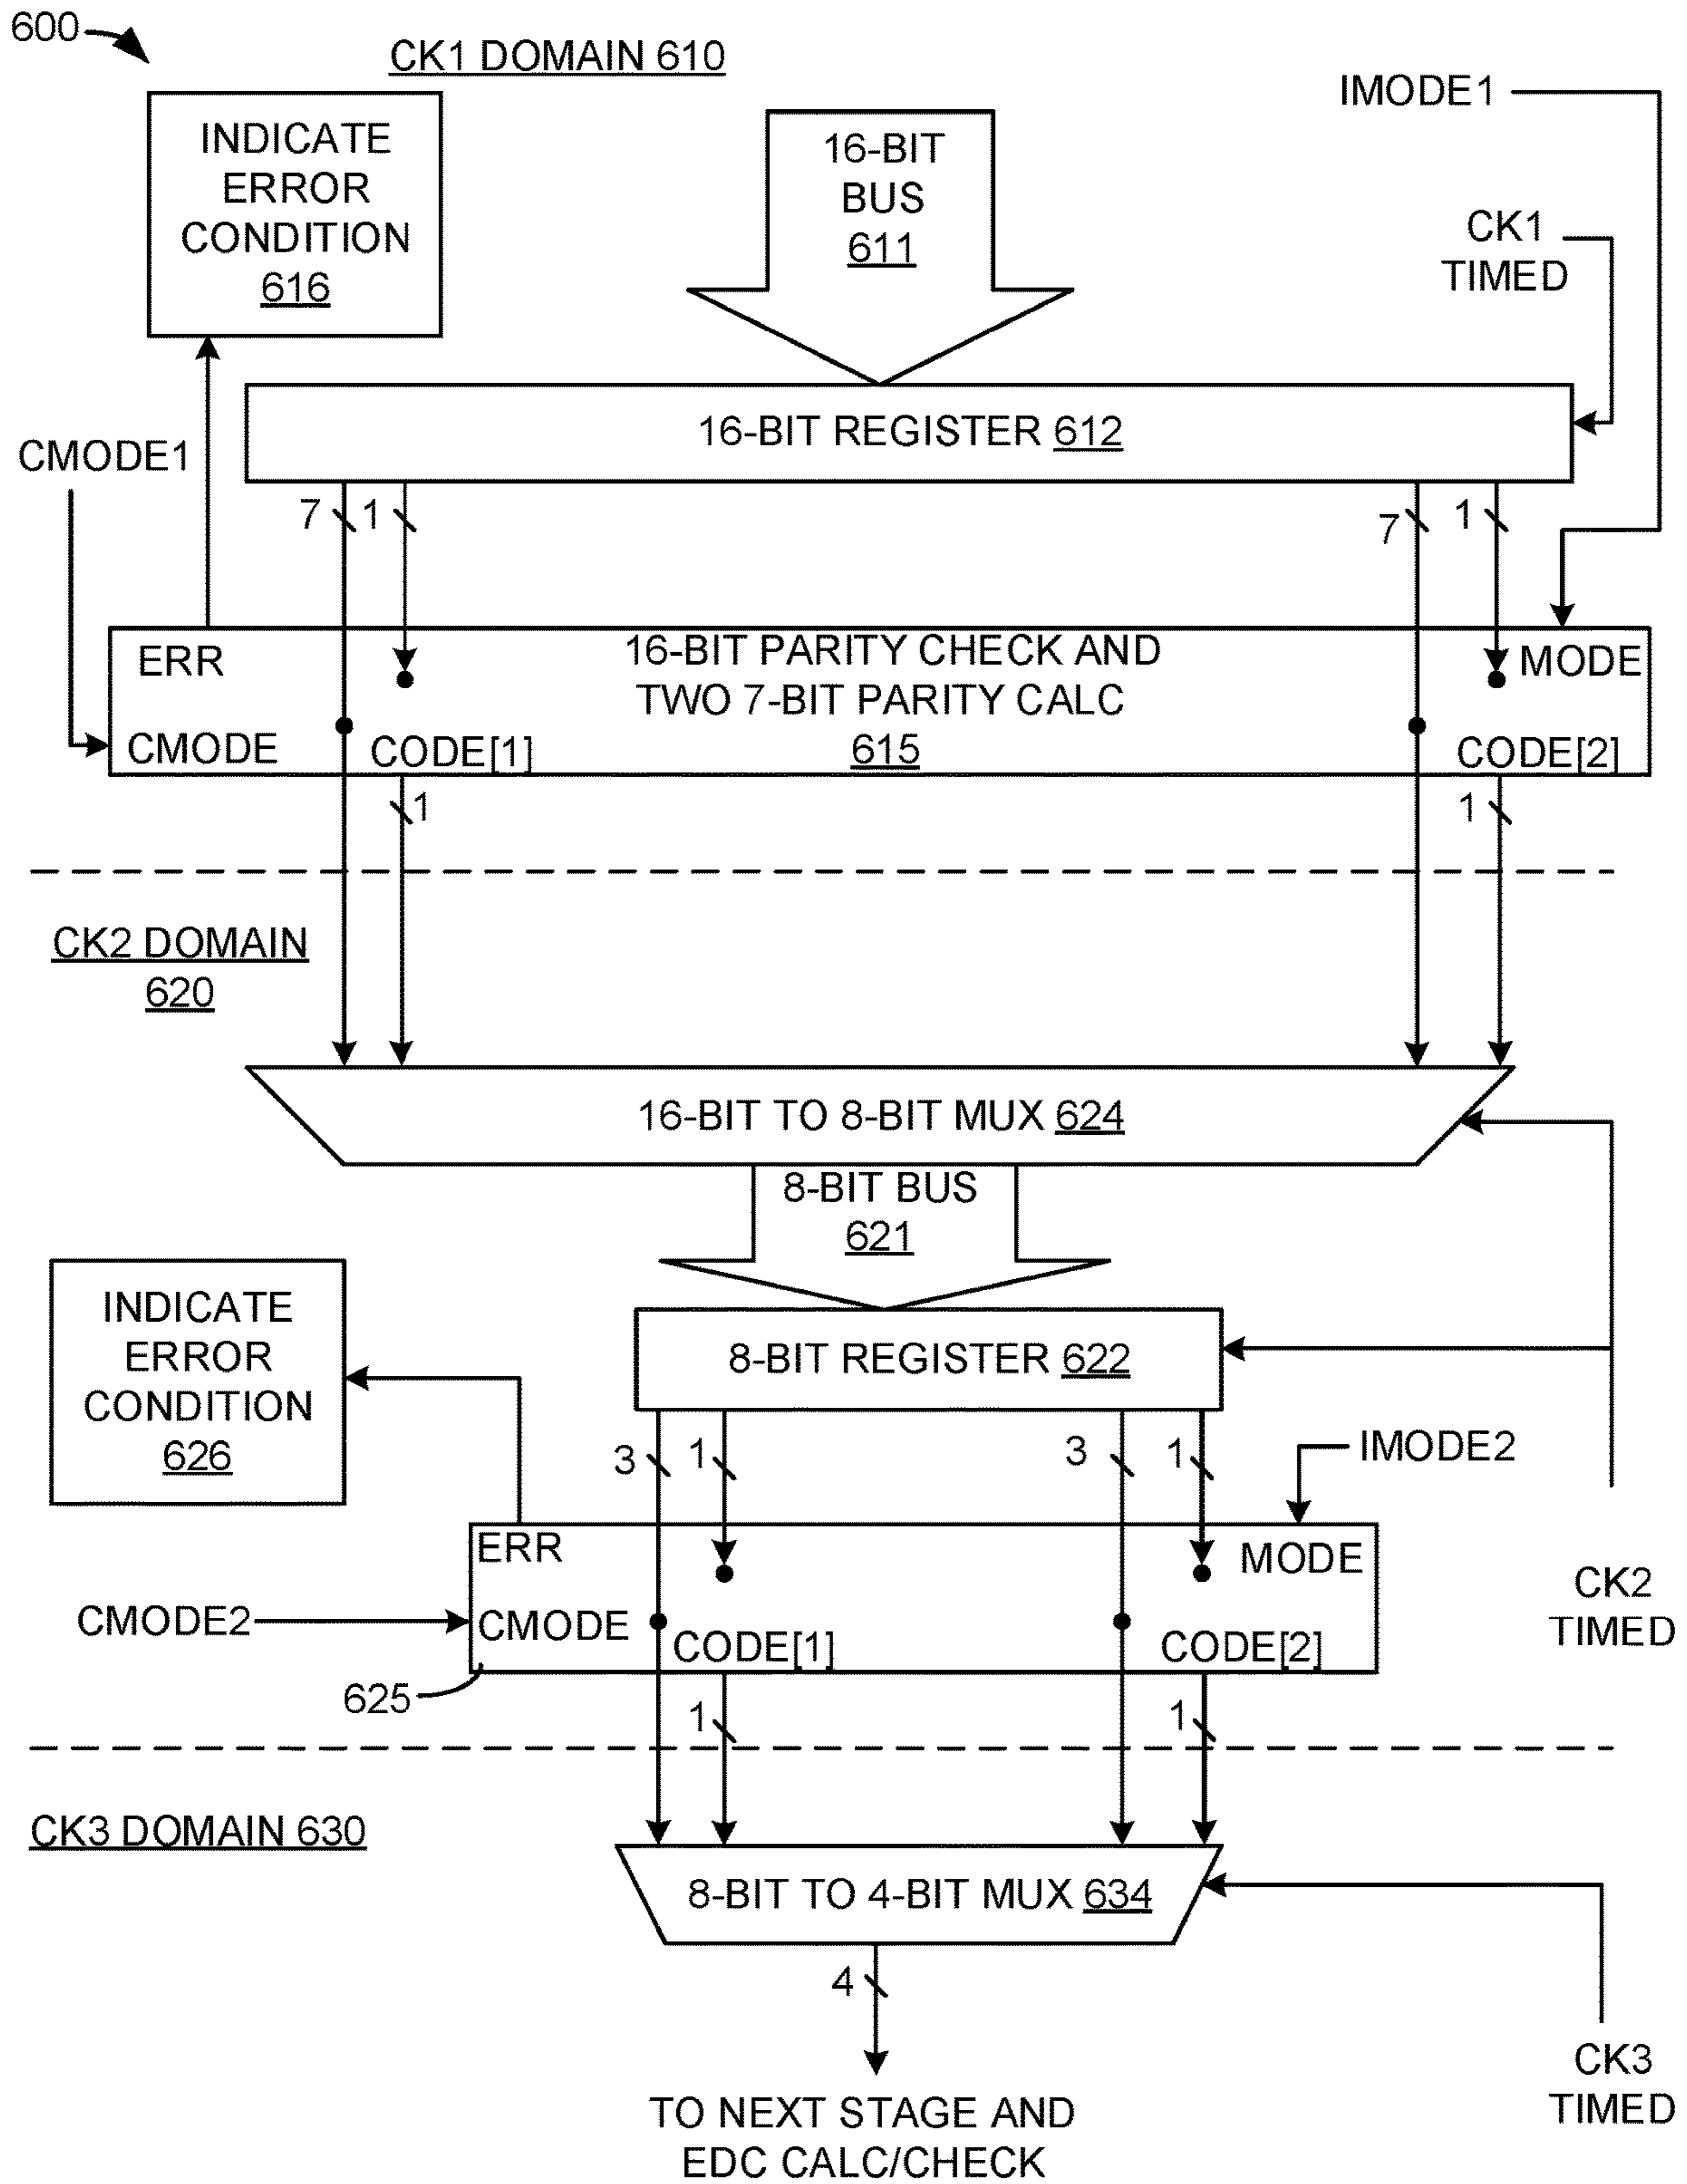 600
CK1 DOMAIN 610
IMODE1
INDICATE
ERROR
CONDITION
616
16-BIT
BUS
611
CK1
TIMED
16-BIT REGISTER 612
CMODE1
7
1
7
1
ERR
16-BIT PARITY CHECK AND
TWO 7-BIT PARITY CALC
615
MODE
CMODE
CODE[1]
CODE[2]
1
1
CK2 DOMAIN
620
16-BIT TO 8-BIT MUX 624
8-BIT BUS
621
INDICATE
ERROR
CONDITION
626
8-BIT REGISTER 622
3
1
3
1
IMODE2
ERR
MODE
CMODE2
CMODE
CODE[1]
CODE[2]
CK2
TIMED
625
1
1
CK3 DOMAIN 630
8-BIT TO 4-BIT MUX 634
4
CK3
TIMED
TO NEXT STAGE AND
EDC CALC/CHECK